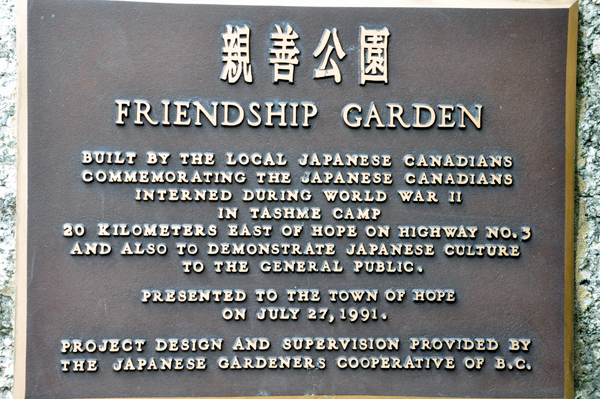 親善公園
FRIENDSHIP GARDEN
BUILT BY THE LOCAL JAPANESE CANADIANS
COMMEMORATING THE JAPANESE CANADIANS
INTERNED DURING WORLD WAR II
IN TASHME CAMP
20 KILOMETERS EAST OF HOPE ON HIGHWAY NO. 3
AND ALSO TO DEMONSTRATE JAPANESE CULTURE
TO THE GENERAL PUBLIC.
PRESENTED TO THE TOWN OF HOPE
ON JULY 27, 1991.
PROJECT DESIGN AND SUPERVISION PROVIDED BY
THE JAPANESE GARDENERS COOPERATIVE OF B.C.